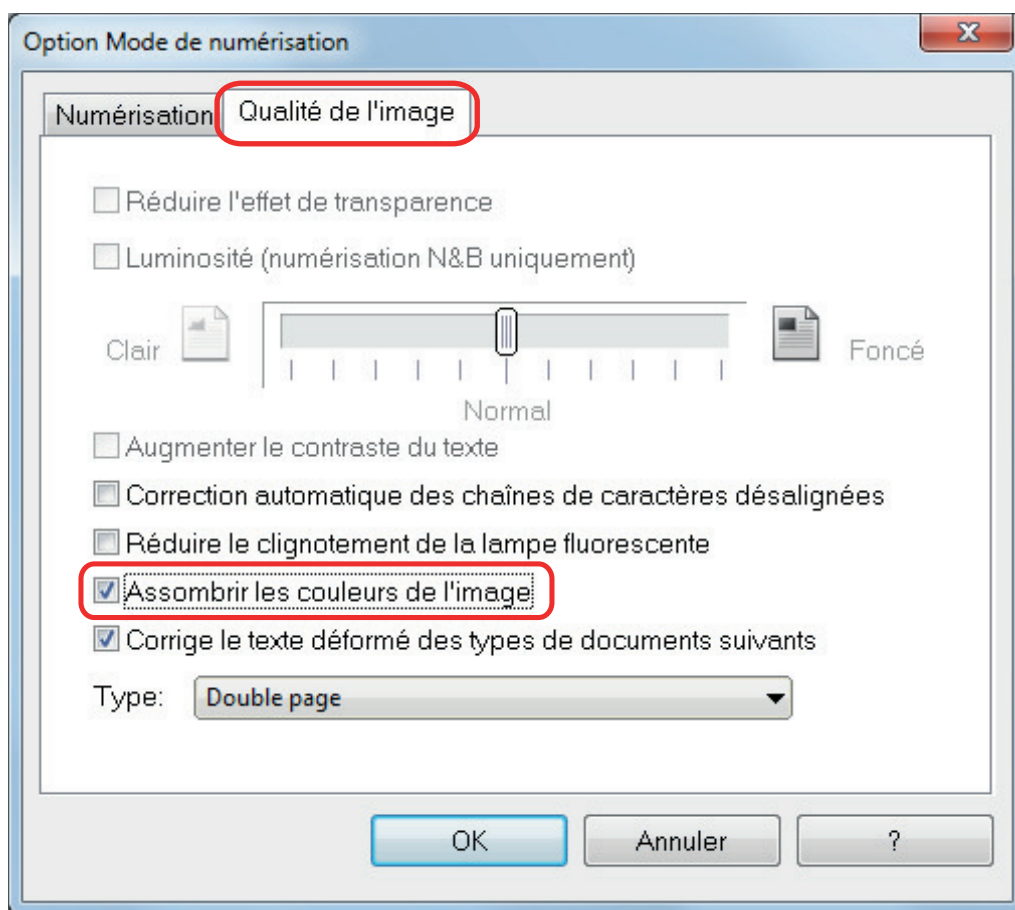 Option Mode de numérisation
Numérisation
Qualité de l'image
Réduire l'effet de transparence
Luminosité (numérisation N&B uniquement)
Clair
Foncé
Normal
Augmenter le contraste du texte
Correction automatique des chaînes de caractères désalignées
Réduire le clignotement de la lampe fluorescente
Assombrir les couleurs de l'image
Corrige le texte déformé des types de documents suivants
Type:
Double page
OK
Annuler
?